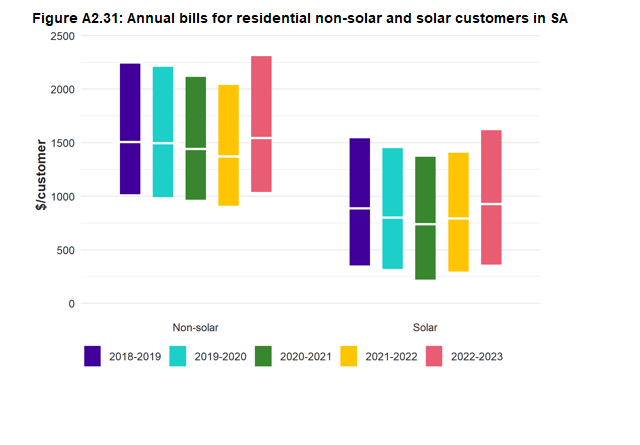 Figure A2.31: Annual bills for residential non-solar and solar customers in SA
2500
2000
1500
1000
500
0
$/customer
Non-solar
Solar
2018-2019
2019-2020
2020-2021
2021-2022
2022-2023